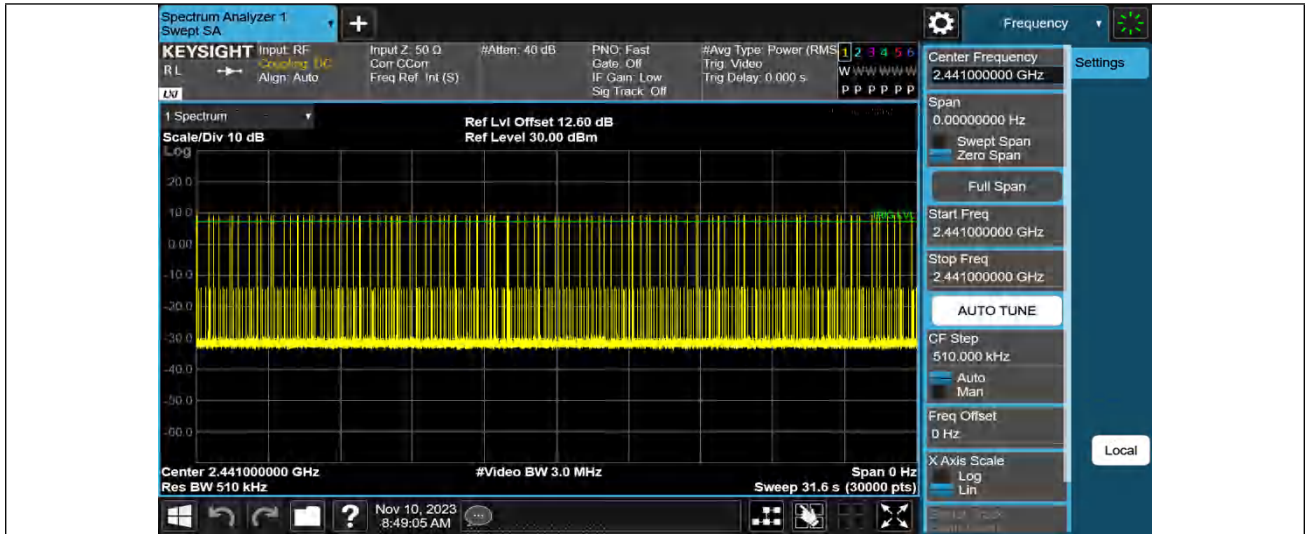 Spectrum Analyzer 1
Swept SA
Frequency
KEYSIGHT
RL
LXI
Input: RF
Coupling: DC
Align: Auto
Input Z: 50 Ω
Corr CCorr
Freq Ref: Int (S)
#Atten: 40 dB
PNO: Fast
Gate: Off
IF Gain: Low
Sig Track: Off
#Avg Type: Power (RMS
Trig: Video
Trig Delay: 0.000 s
1 2 3 4 5 6
W W W W W W
P P P P P P
Center Frequency
2.441000000 GHz
Settings
1 Spectrum
Scale/Div 10 dB
Ref Lvl Offset 12.60 dB
Ref Level 30.00 dBm
Span
0.00000000 Hz
Swept Span
Zero Span
Log
20.0
10.0
0.00
-10.0
-20.0
-30.0
-40.0
-50.0
-60.0
Full Span
Start Freq
2.441000000 GHz
Stop Freq
2.441000000 GHz
AUTO TUNE
CF Step
510.000 kHz
Auto
Man
Freq Offset
0 Hz
Local
X Axis Scale
Log
Lin
Center 2.441000000 GHz
#Video BW 3.0 MHz
Span 0 Hz
Res BW 510 kHz
Sweep 31.6 s (30000 pts)
?
Nov 10, 2023
8:49:05 AM